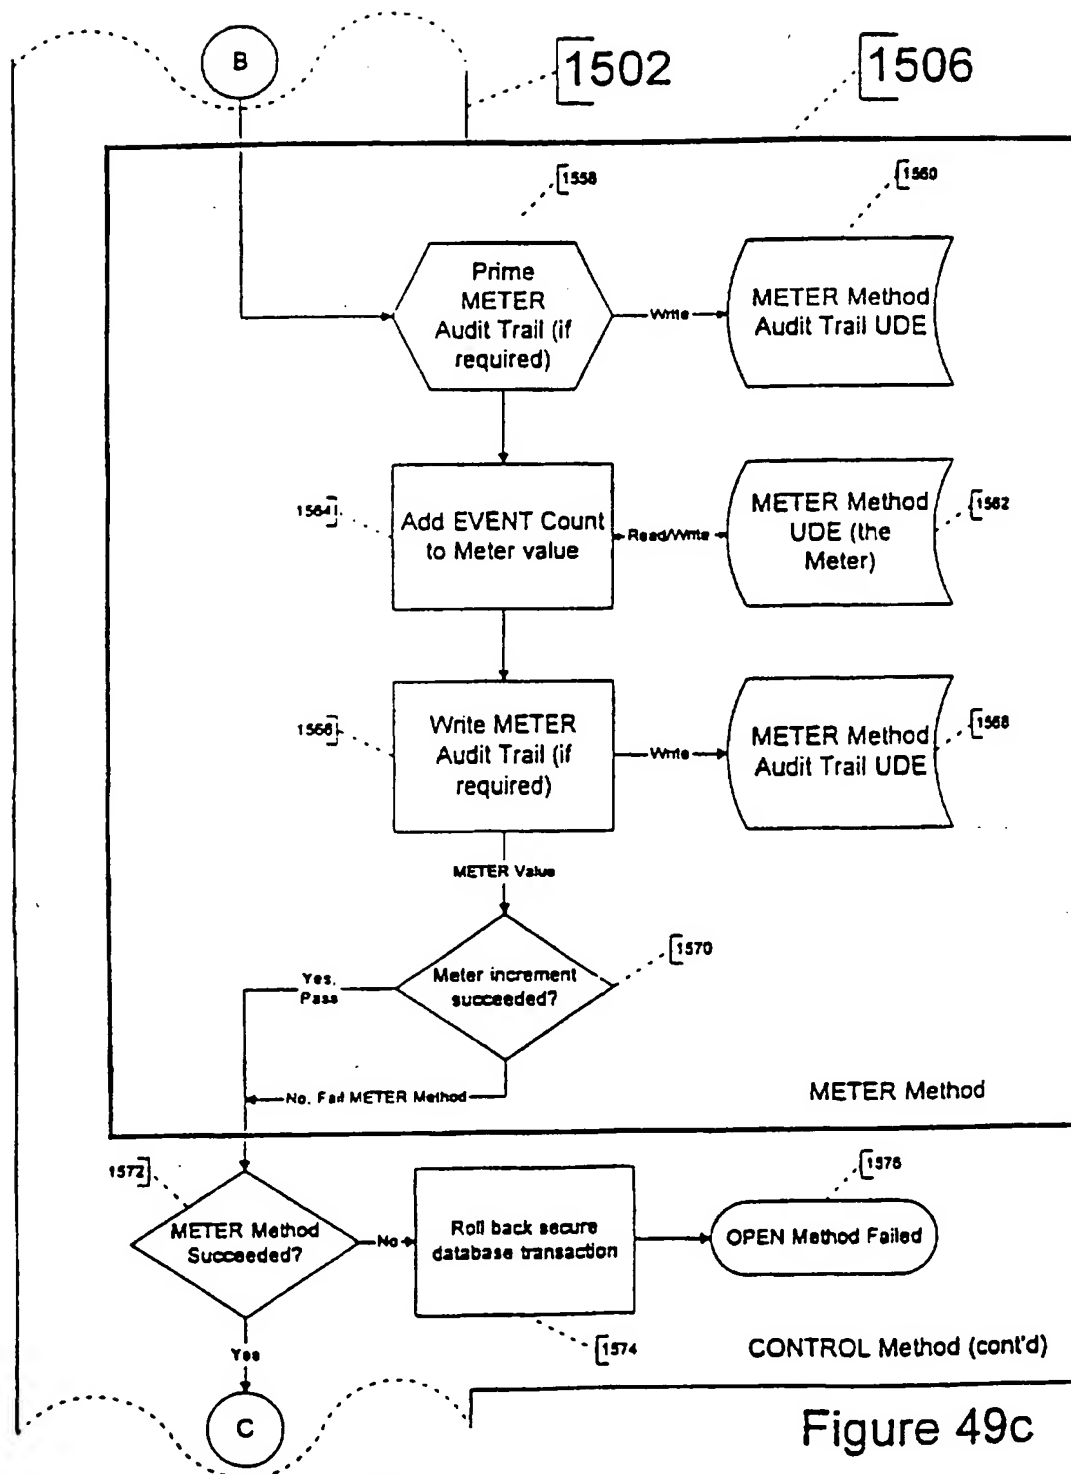 B
1502
1506
1558
1560
Prime
METER
Audit Trail (if
required)
Write
METER Method
Audit Trail UDE
1564
Add EVENT Count
to Meter value
Read/Write
METER Method
UDE (the
Meter)
1562
1566
Write METER
Audit Trail (if
required)
Write
METER Method
Audit Trail UDE
1568
METER Value
Meter increment
succeeded?
1570
Yes,
Pass
No, Fail METER Method
METER Method
1572
METER Method
Succeeded?
No
Roll back secure
database transaction
1576
OPEN Method Failed
1574
Yes
CONTROL Method (cont'd)
C
Figure 49c